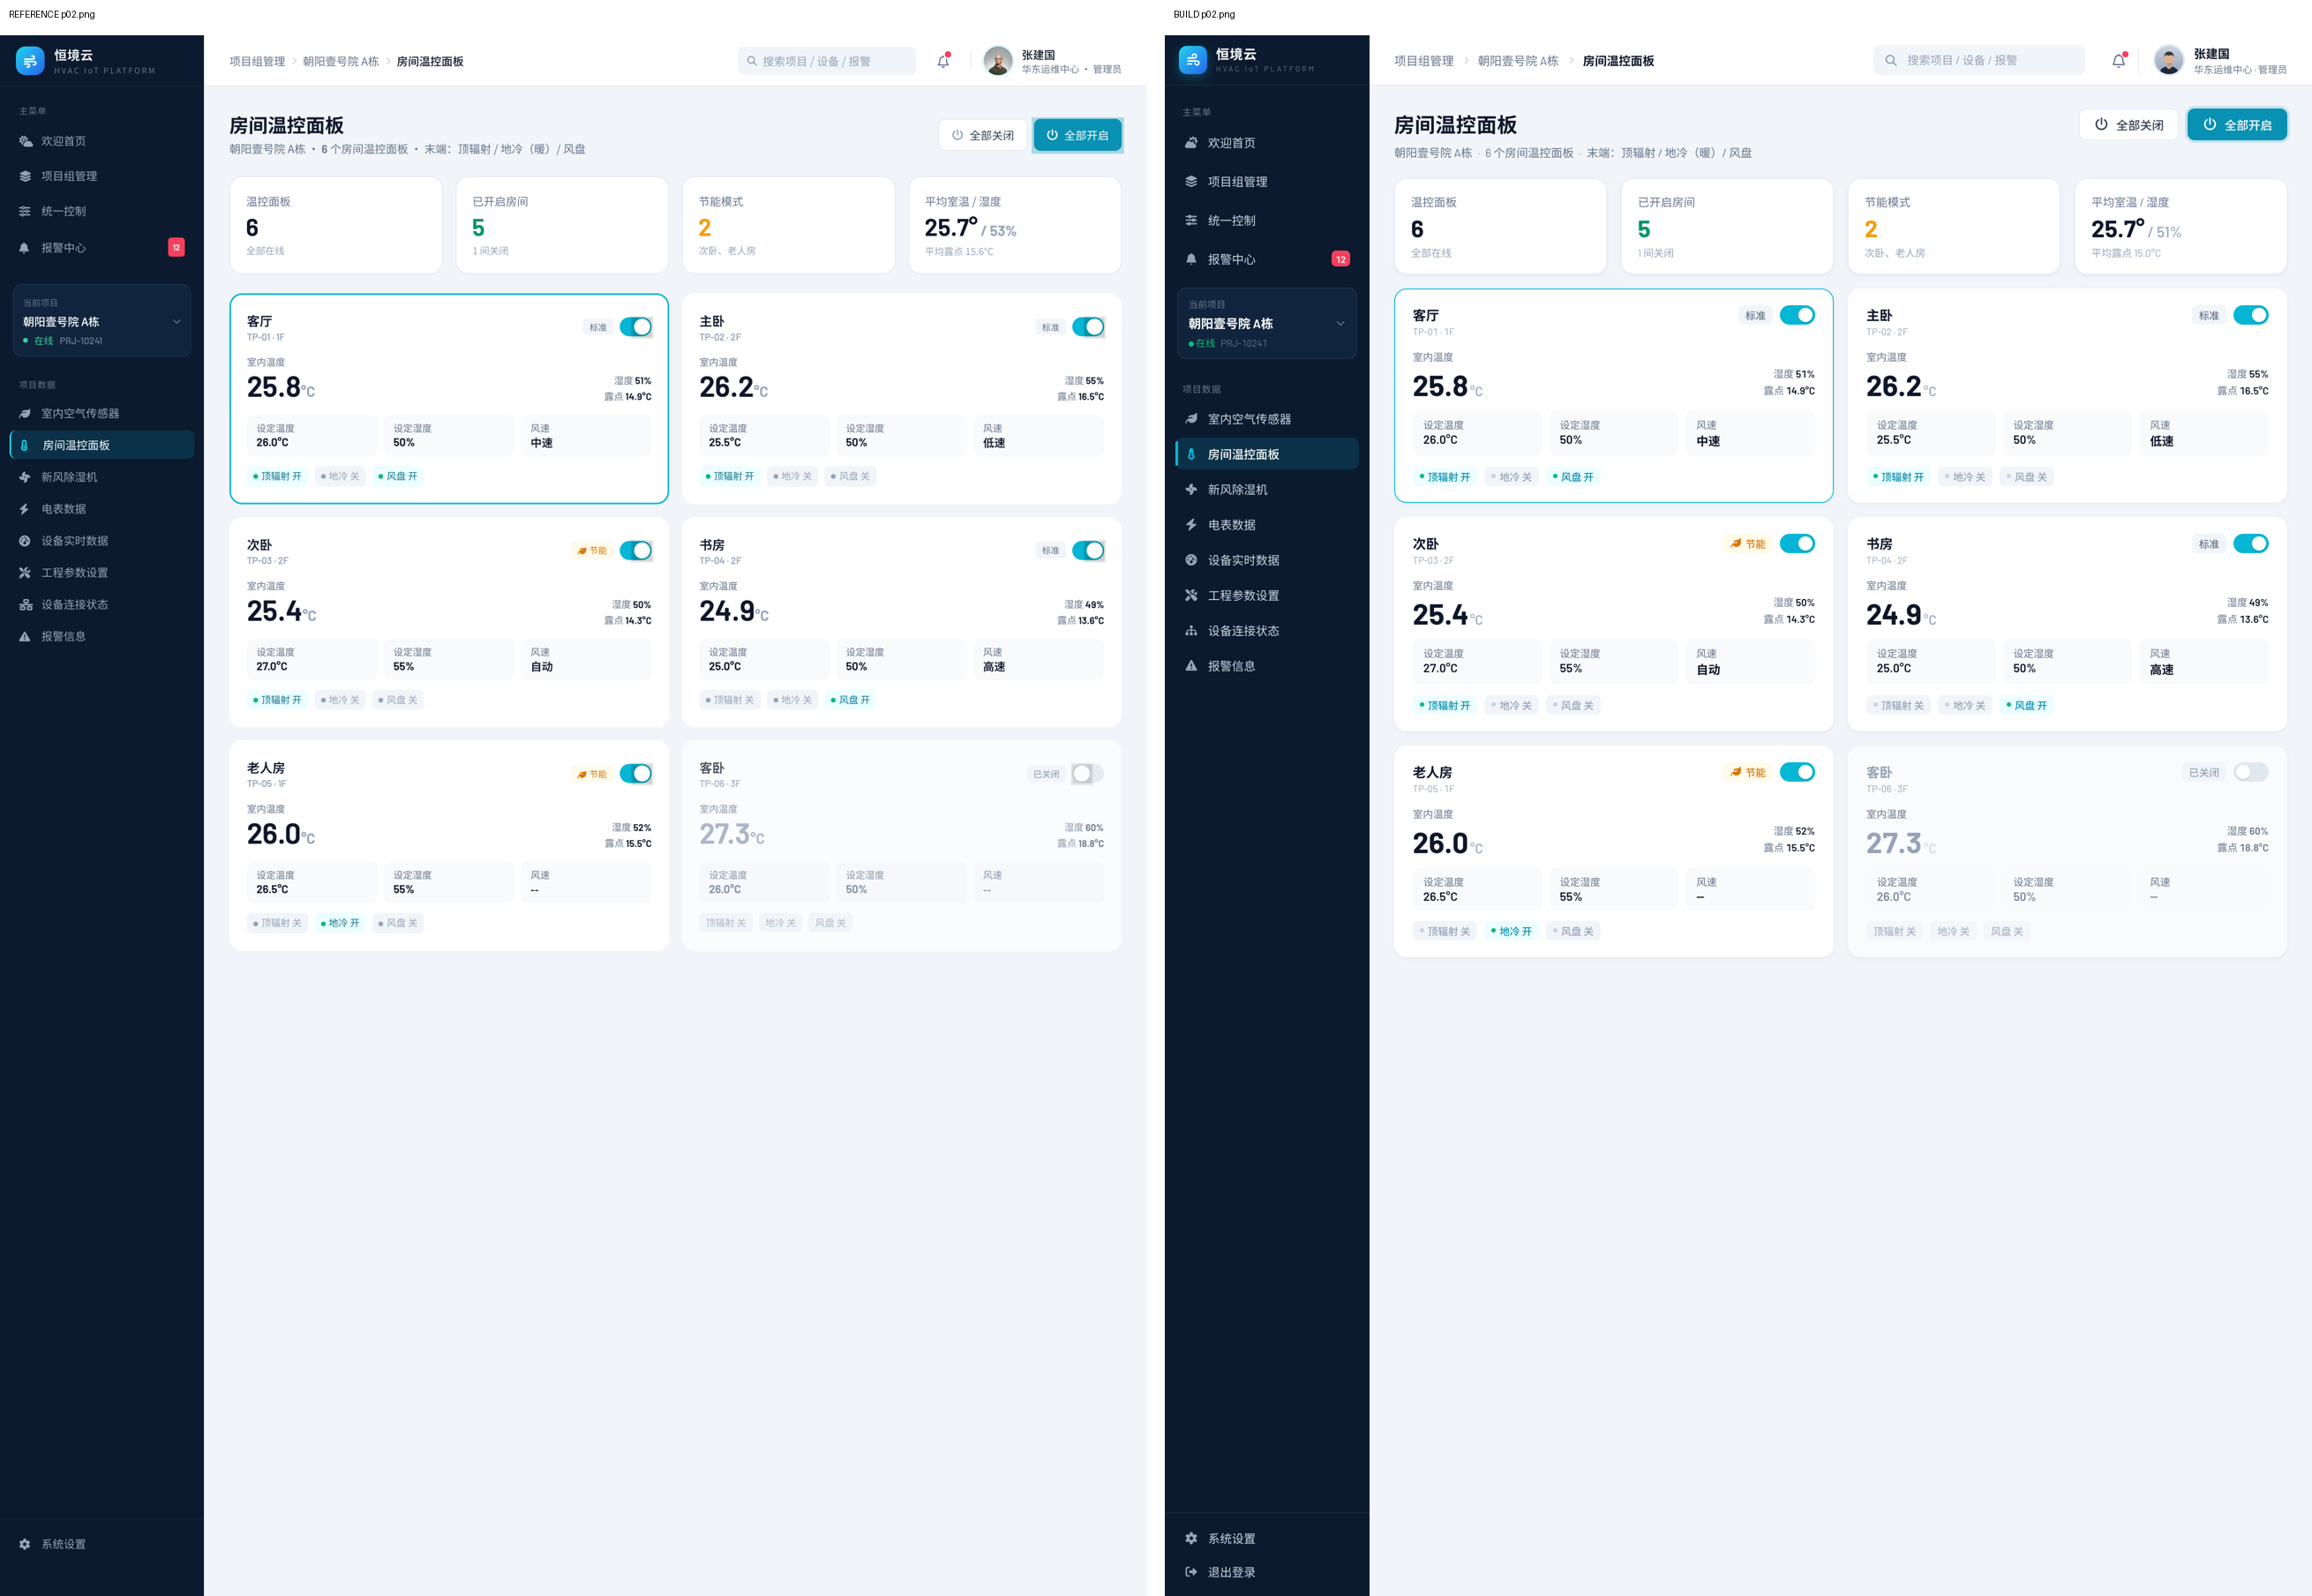 REFERENCE p02.png
恒境云
HVAC IoT PLATFORM
主菜单
欢迎首页
项目组管理
统一控制
报警中心 12
当前项目
朝阳壹号院 A栋
在线 PRJ-10241
项目数据
室内空气传感器
房间温控面板
新风除湿机
电表数据
设备实时数据
工程参数设置
设备连接状态
报警信息
系统设置
项目组管理 > 朝阳壹号院 A栋 > 房间温控面板
搜索项目 / 设备 / 报警
张建国
华东运维中心 • 管理员
房间温控面板
朝阳壹号院 A栋 • 6 个房间温控面板 • 末端：顶辐射 / 地冷（暖）/ 风盘
全部关闭 全部开启
温控面板
6
全部在线
已开启房间
5
1 间关闭
节能模式
2
次卧、老人房
平均室温 / 湿度
25.7° / 53%
平均露点 15.6°C
客厅 标准
TP-01 · 1F
室内温度
25.8°C
湿度 51%
露点 14.9°C
设定温度 设定湿度 风速
26.0°C 50% 中速
顶辐射 开 地冷 关 风盘 开
主卧 标准
TP-02 · 2F
室内温度
26.2°C
湿度 55%
露点 16.5°C
设定温度 设定湿度 风速
25.5°C 50% 低速
顶辐射 开 地冷 关 风盘 关
次卧 节能
TP-03 · 2F
室内温度
25.4°C
湿度 50%
露点 14.3°C
设定温度 设定湿度 风速
27.0°C 55% 自动
顶辐射 开 地冷 关 风盘 关
书房 标准
TP-04 · 2F
室内温度
24.9°C
湿度 49%
露点 13.6°C
设定温度 设定湿度 风速
25.0°C 50% 高速
顶辐射 关 地冷 关 风盘 开
老人房 节能
TP-05 · 1F
室内温度
26.0°C
湿度 52%
露点 15.5°C
设定温度 设定湿度 风速
26.5°C 55% --
顶辐射 关 地冷 开 风盘 关
客卧 已关闭
TP-06 · 3F
室内温度
27.3°C
湿度 60%
露点 18.8°C
设定温度 设定湿度 风速
26.0°C 50% --
顶辐射 关 地冷 关 风盘 关
BUILD p02.png
恒境云
HVAC IoT PLATFORM
主菜单
欢迎首页
项目组管理
统一控制
报警中心 12
当前项目
朝阳壹号院 A栋
在线 PRJ-10241
项目数据
室内空气传感器
房间温控面板
新风除湿机
电表数据
设备实时数据
工程参数设置
设备连接状态
报警信息
系统设置
退出登录
项目组管理 > 朝阳壹号院 A栋 > 房间温控面板
搜索项目 / 设备 / 报警
张建国
华东运维中心 · 管理员
房间温控面板
朝阳壹号院 A栋 · 6 个房间温控面板 · 末端：顶辐射 / 地冷（暖）/ 风盘
全部关闭 全部开启
温控面板
6
全部在线
已开启房间
5
1 间关闭
节能模式
2
次卧、老人房
平均室温 / 湿度
25.7° / 51%
平均露点 15.0°C
客厅 标准
TP-01 · 1F
室内温度
25.8°C
湿度 51%
露点 14.9°C
设定温度 设定湿度 风速
26.0°C 50% 中速
顶辐射 开 地冷 关 风盘 开
主卧 标准
TP-02 · 2F
室内温度
26.2°C
湿度 55%
露点 16.5°C
设定温度 设定湿度 风速
25.5°C 50% 低速
顶辐射 开 地冷 关 风盘 关
次卧 节能
TP-03 · 2F
室内温度
25.4°C
湿度 50%
露点 14.3°C
设定温度 设定湿度 风速
27.0°C 55% 自动
顶辐射 开 地冷 关 风盘 关
书房 标准
TP-04 · 2F
室内温度
24.9°C
湿度 49%
露点 13.6°C
设定温度 设定湿度 风速
25.0°C 50% 高速
顶辐射 关 地冷 关 风盘 开
老人房 节能
TP-05 · 1F
室内温度
26.0°C
湿度 52%
露点 15.5°C
设定温度 设定湿度 风速
26.5°C 55% —
顶辐射 关 地冷 开 风盘 关
客卧 已关闭
TP-06 · 3F
室内温度
27.3°C
湿度 60%
露点 18.8°C
设定温度 设定湿度 风速
26.0°C 50% —
顶辐射 关 地冷 关 风盘 关